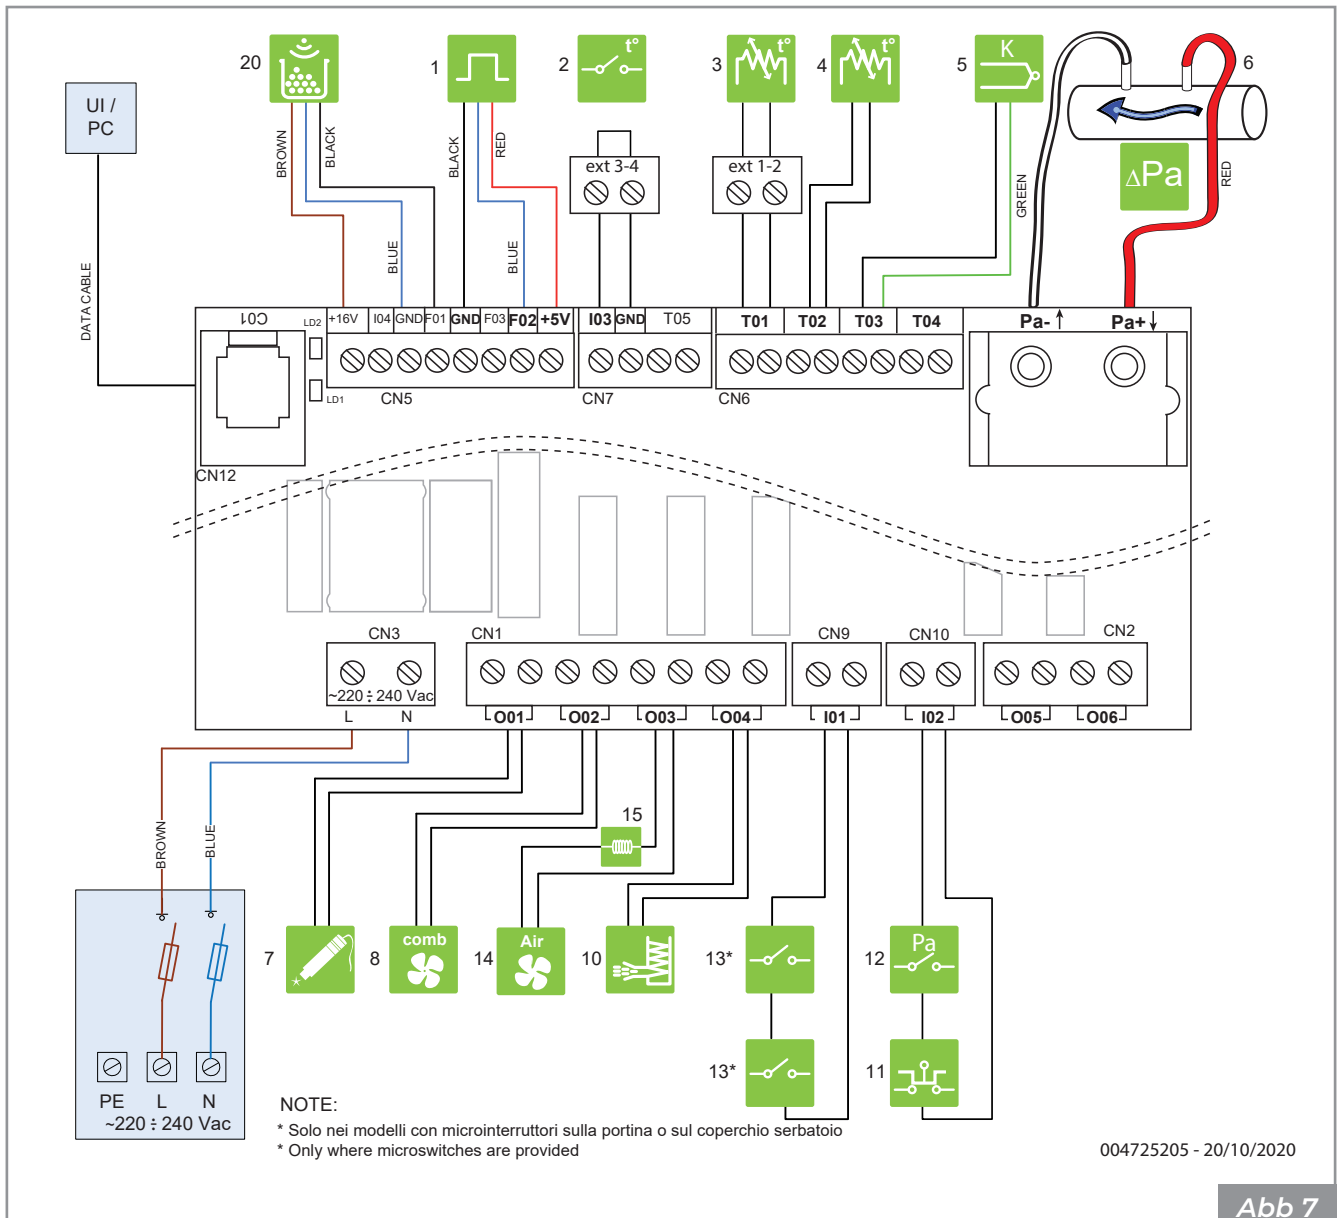 20
1
2
t°
3
t°
4
t°
5
K
6
UI /
PC
BROWN
BLACK
BLACK
RED
ext 3-4
ext 1-2
GREEN
ΔPa
RED
DATA CABLE
BLUE
BLUE
C01
LD2
+16V
I04
GND
F01
GND
F03
F02
+5V
I03
GND
T05
T01
T02
T03
T04
Pa- ↑
Pa+ ↓
LD1
CN5
CN7
CN6
CN12
CN3
CN1
CN9
CN10
CN2
~220 ÷ 240 Vac
L
N
O01
O02
O03
O04
I01
I02
O05
O06
BROWN
BLUE
15
7
8
comb
14
Air
10
13*
12
Pa
13*
11
PE
L
N
~220 ÷ 240 Vac
NOTE:
* Solo nei modelli con microinterruttori sulla portina o sul coperchio serbatoio
* Only where microswitches are provided
004725205 - 20/10/2020
Abb 7